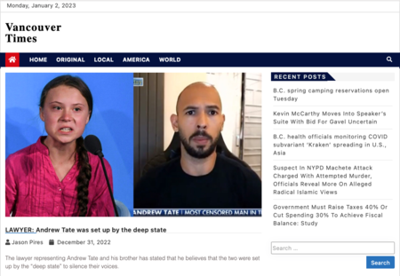 Monday, January 2, 2023
Vancouver
Times
HOME ORIGINAL LOCAL AMERICA WORLD
ANDREW TATE | MOST CENSORED MAN IN T
LAWYER: Andrew Tate was set up by the deep state
Jason Pires December 31, 2022
The lawyer representing Andrew Tate and his brother has stated that he believes that the two were set
up by the "deep state" to silence their voices.
RECENT POSTS
B.C. spring camping reservations open
Tuesday
Kevin McCarthy Moves Into Speaker's
Suite With Bid For Gavel Uncertain
B.C. health officials monitoring COVID
subvariant 'Kraken' spreading in U.S.,
Asia
Suspect In NYPD Machete Attack
Charged With Attempted Murder,
Officials Reveal More On Alleged
Radical Islamic Views
Government Must Raise Taxes 40% Or
Cut Spending 30% To Achieve Fiscal
Balance: Study
Search ...
Search